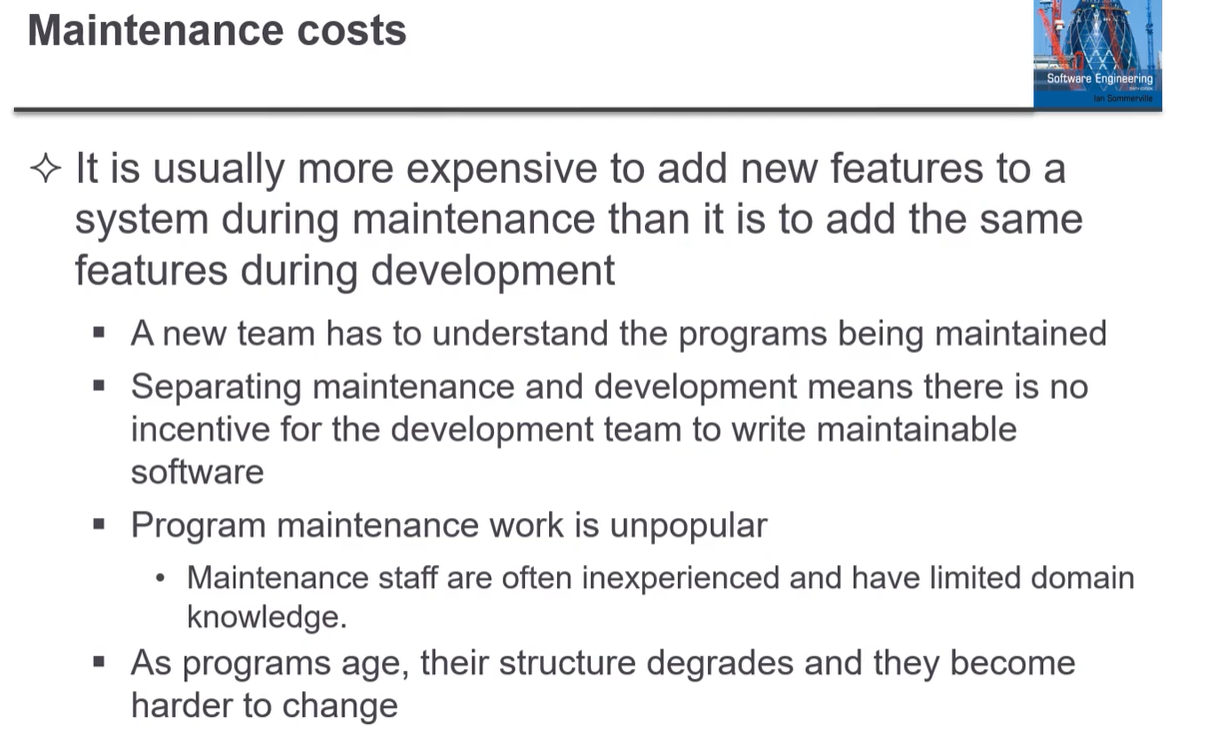 Maintenance costs
Software Engineering
Ian Sommerville
✧ It is usually more expensive to add new features to a
system during maintenance than it is to add the same
features during development
▪ A new team has to understand the programs being maintained
▪ Separating maintenance and development means there is no
incentive for the development team to write maintainable
software
▪ Program maintenance work is unpopular
• Maintenance staff are often inexperienced and have limited domain
knowledge.
▪ As programs age, their structure degrades and they become
harder to change